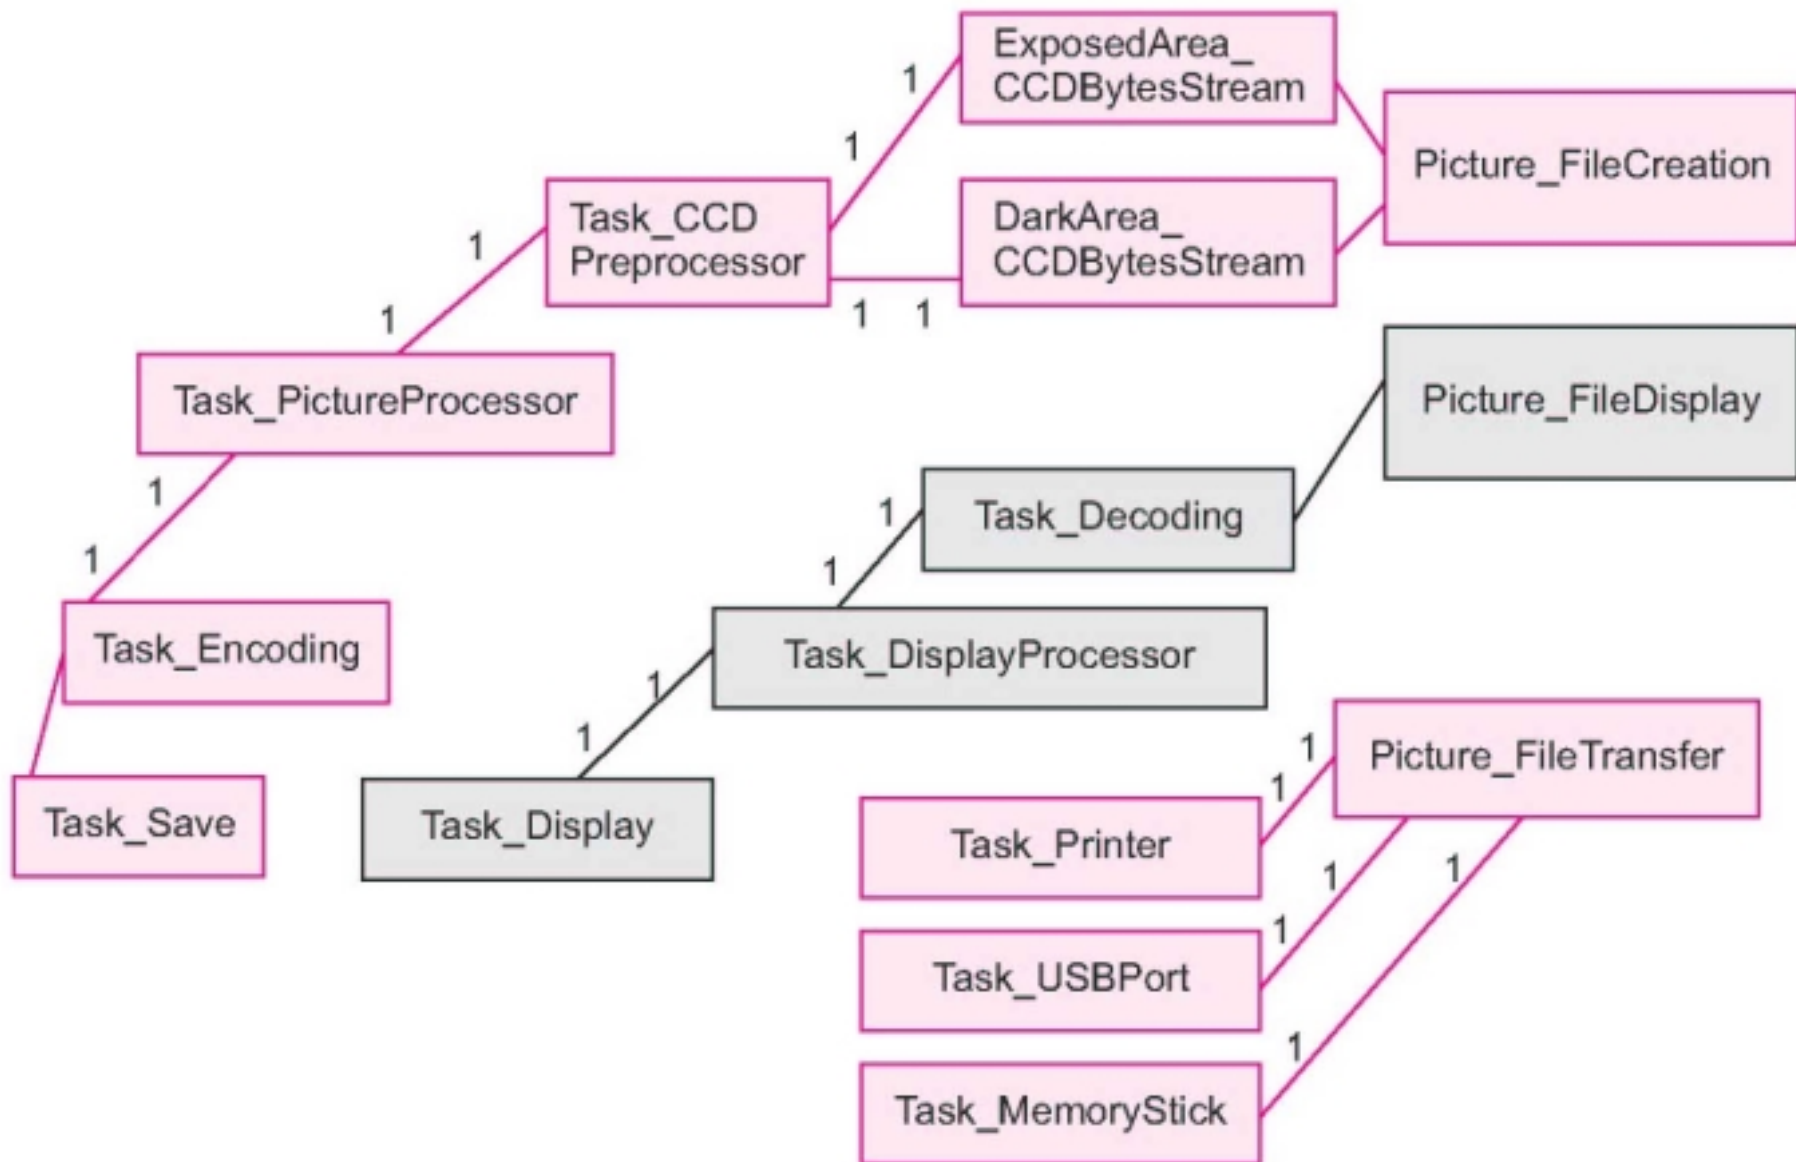 ExposedArea_
CCDBytesStream
1
1
Picture_FileCreation
Task_CCD
Preprocessor
DarkArea_
CCDBytesStream
1
1
1 1
Task_PictureProcessor
Picture_FileDisplay
1
1
Task_Decoding
1
1
Task_Encoding
Task_DisplayProcessor
1
1
Picture_FileTransfer
1
1
Task_Save
Task_Display
Task_Printer
1
1
1
Task_USBPort
1
Task_MemoryStick